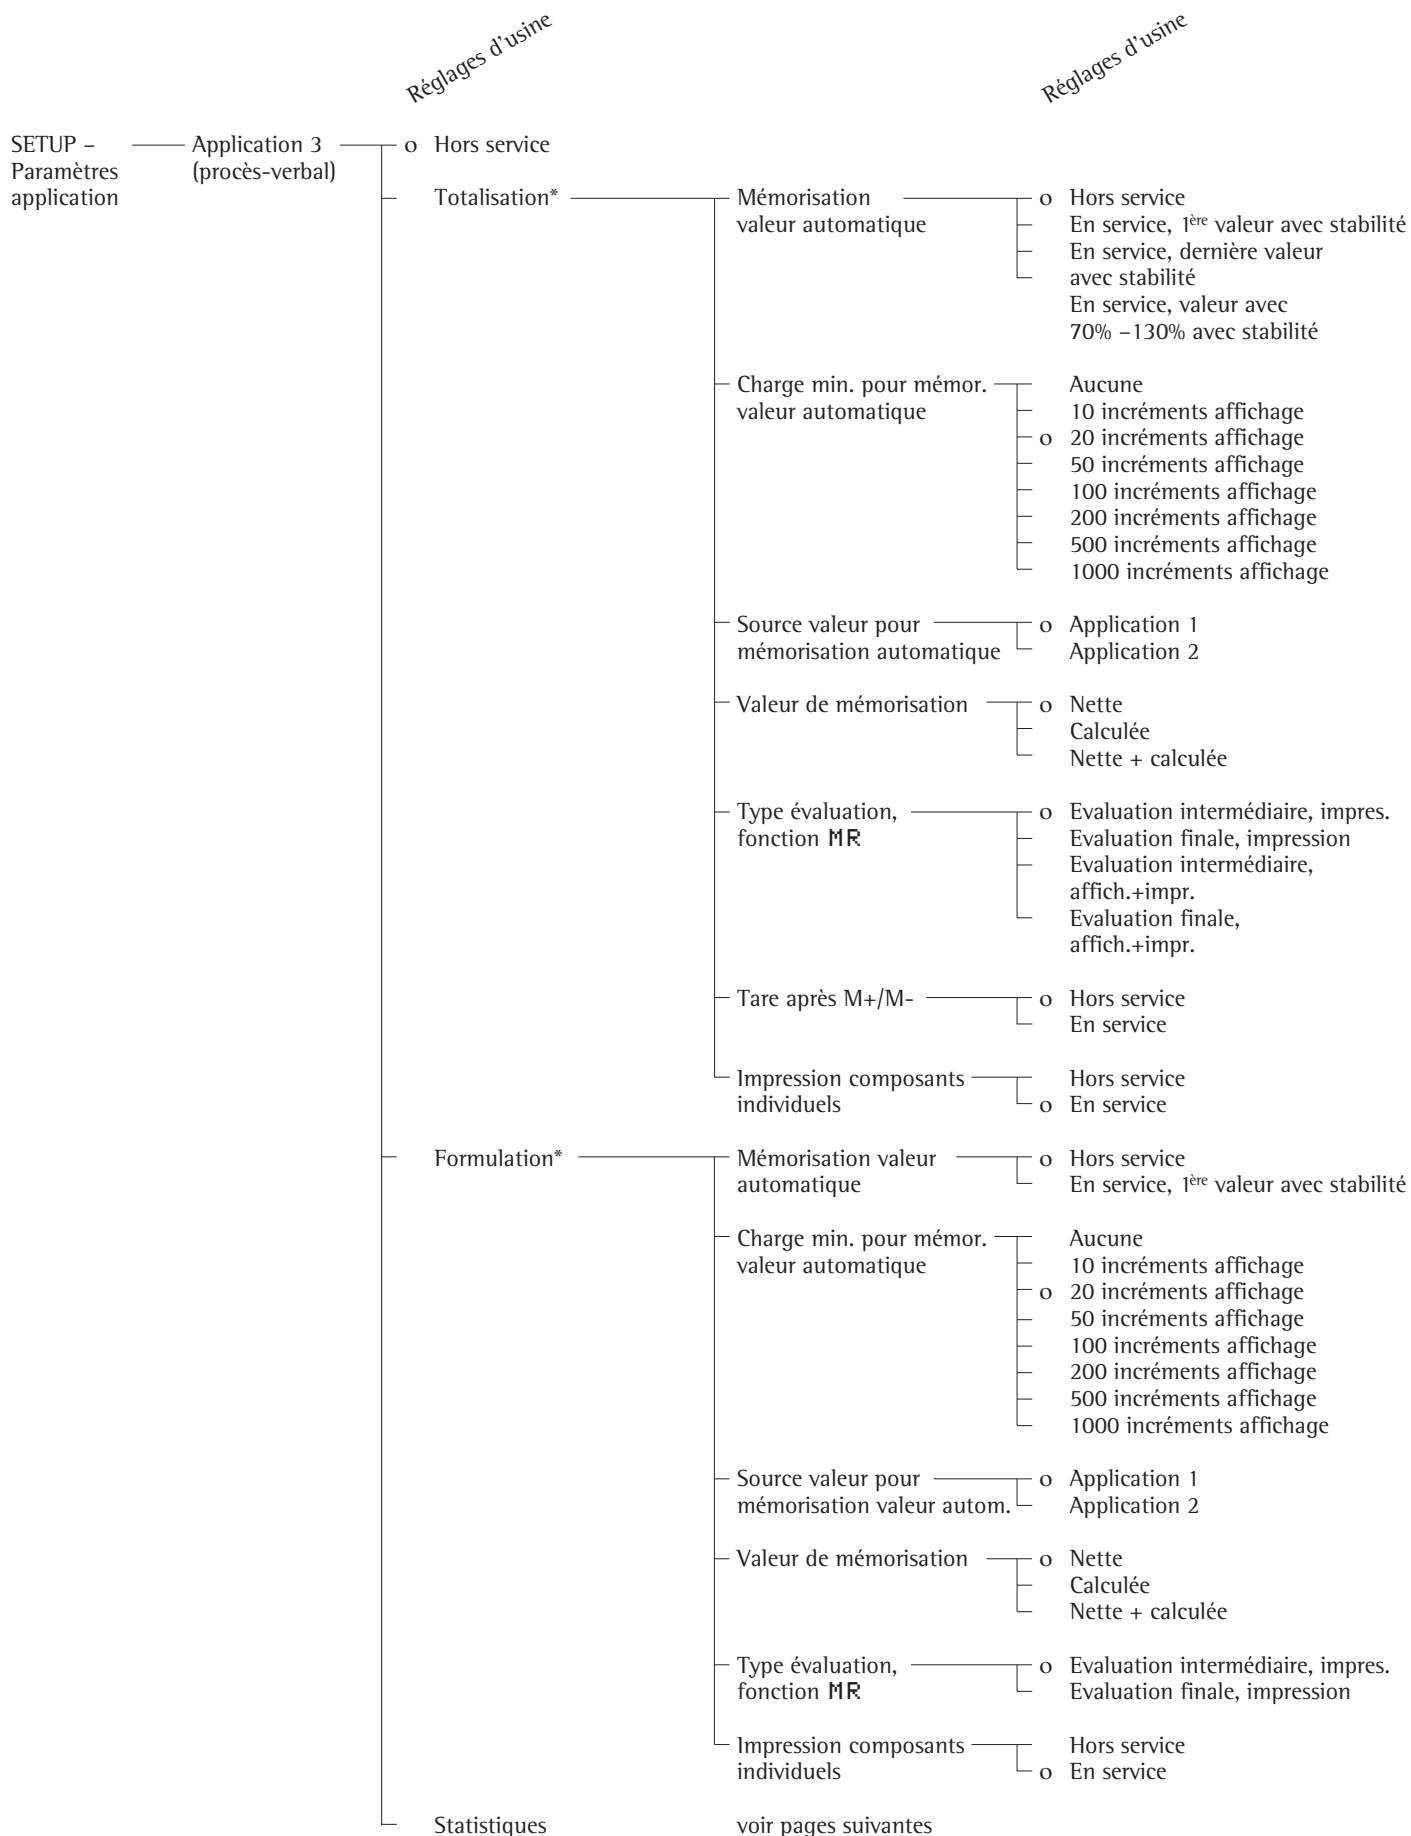 Réglages d'usine
Réglages d'usine
SETUP –
Paramètres
application
Application 3
(procès-verbal)
o Hors service
Totalisation*
Mémorisation
valeur automatique
o Hors service
En service, 1ère valeur avec stabilité
En service, dernière valeur
avec stabilité
En service, valeur avec
70% –130% avec stabilité
Charge min. pour mémor.
valeur automatique
Aucune
10 incréments affichage
o 20 incréments affichage
50 incréments affichage
100 incréments affichage
200 incréments affichage
500 incréments affichage
1000 incréments affichage
Source valeur pour
mémorisation automatique
o Application 1
Application 2
Valeur de mémorisation
o Nette
Calculée
Nette + calculée
Type évaluation,
fonction MR
o Evaluation intermédiaire, impres.
Evaluation finale, impression
Evaluation intermédiaire,
affich.+impr.
Evaluation finale,
affich.+impr.
Tare après M+/M-
o Hors service
En service
Impression composants
individuels
Hors service
o En service
Formulation*
Mémorisation valeur
automatique
o Hors service
En service, 1ère valeur avec stabilité
Charge min. pour mémor.
valeur automatique
Aucune
10 incréments affichage
o 20 incréments affichage
50 incréments affichage
100 incréments affichage
200 incréments affichage
500 incréments affichage
1000 incréments affichage
Source valeur pour
mémorisation valeur autom.
o Application 1
Application 2
Valeur de mémorisation
o Nette
Calculée
Nette + calculée
Type évaluation,
fonction MR
o Evaluation intermédiaire, impres.
Evaluation finale, impression
Impression composants
individuels
Hors service
o En service
Statistiques
voir pages suivantes